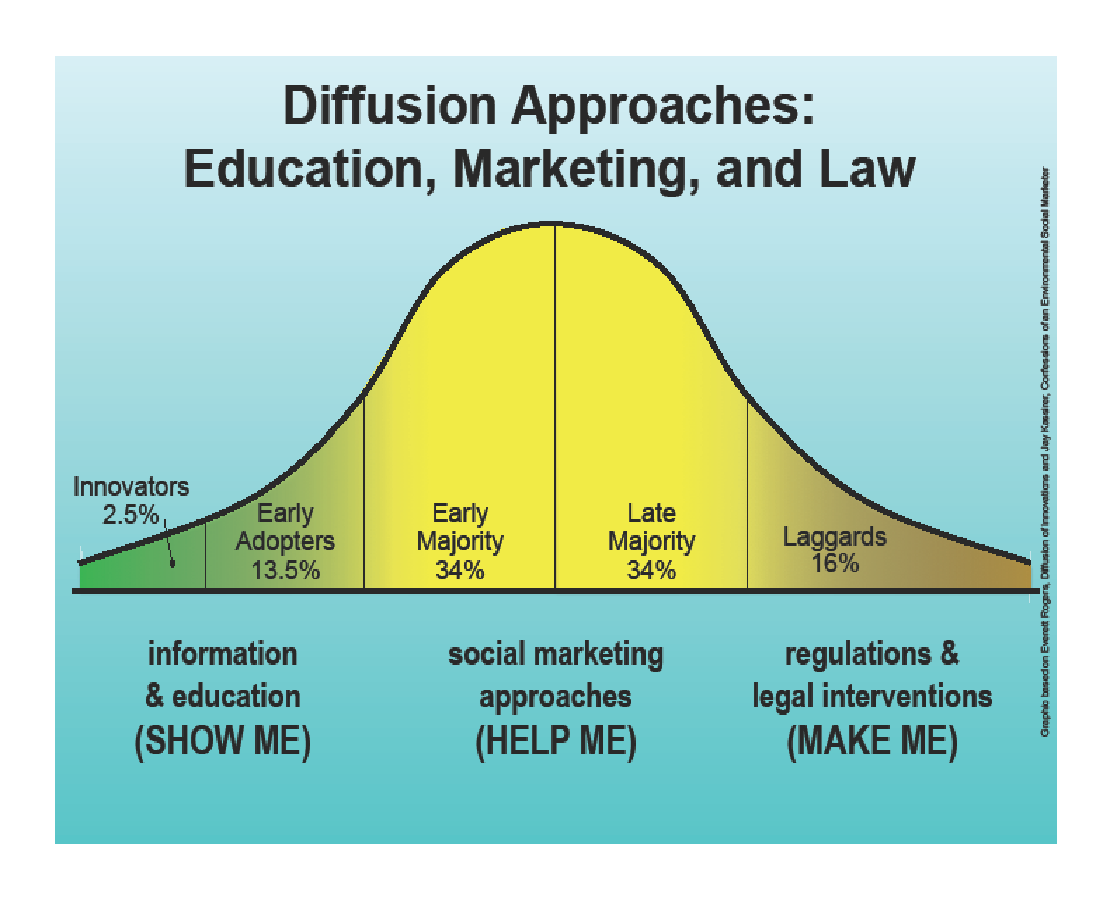 Diffusion Approaches:
Education, Marketing, and Law
Innovators
2.5%
Early
Adopters
13.5%
Early
Majority
34%
Late
Majority
34%
Laggards
16%
information
& education
(SHOW ME)
social marketing
approaches
(HELP ME)
regulations &
legal interventions
(MAKE ME)
Graphic based on Everett Rogers, Diffusion of Innovations and Jay Kassirer, Confessions of an Environmental Social Marketer